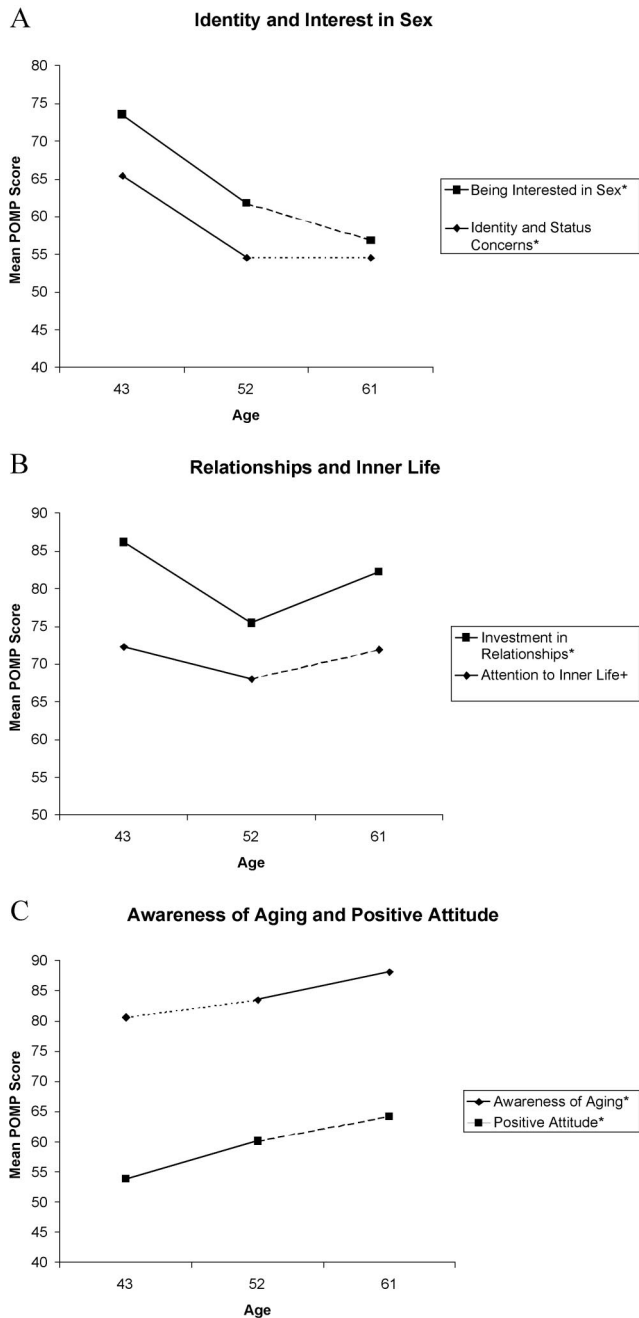 A
Identity and Interest in Sex
80
75
70
65
60
55
50
45
40
Mean POMP Score
43 52 61
Age
Being Interested in Sex*
Identity and Status
Concerns*
B
Relationships and Inner Life
90
85
80
75
70
65
60
55
50
Mean POMP Score
43 52 61
Age
Investment in
Relationships*
Attention to Inner Life+
C
Awareness of Aging and Positive Attitude
90
85
80
75
70
65
60
55
50
45
40
Mean POMP Score
43 52 61
Age
Awareness of Aging*
Positive Attitude*